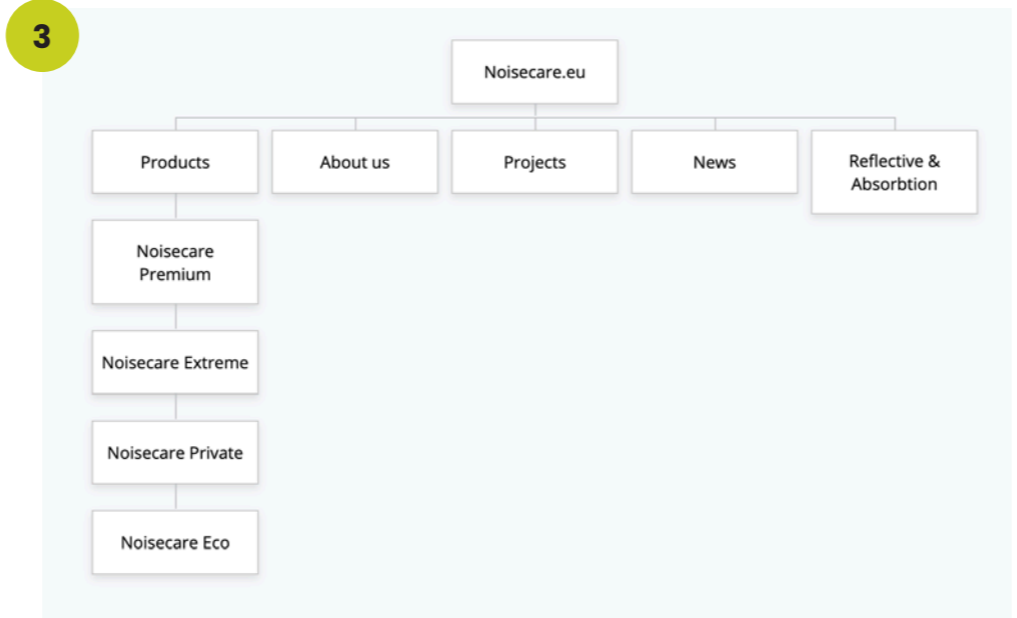 3
Noisecare.eu
Products
About us
Projects
News
Reflective &
Absorbtion
Noisecare
Premium
Noisecare Extreme
Noisecare Private
Noisecare Eco